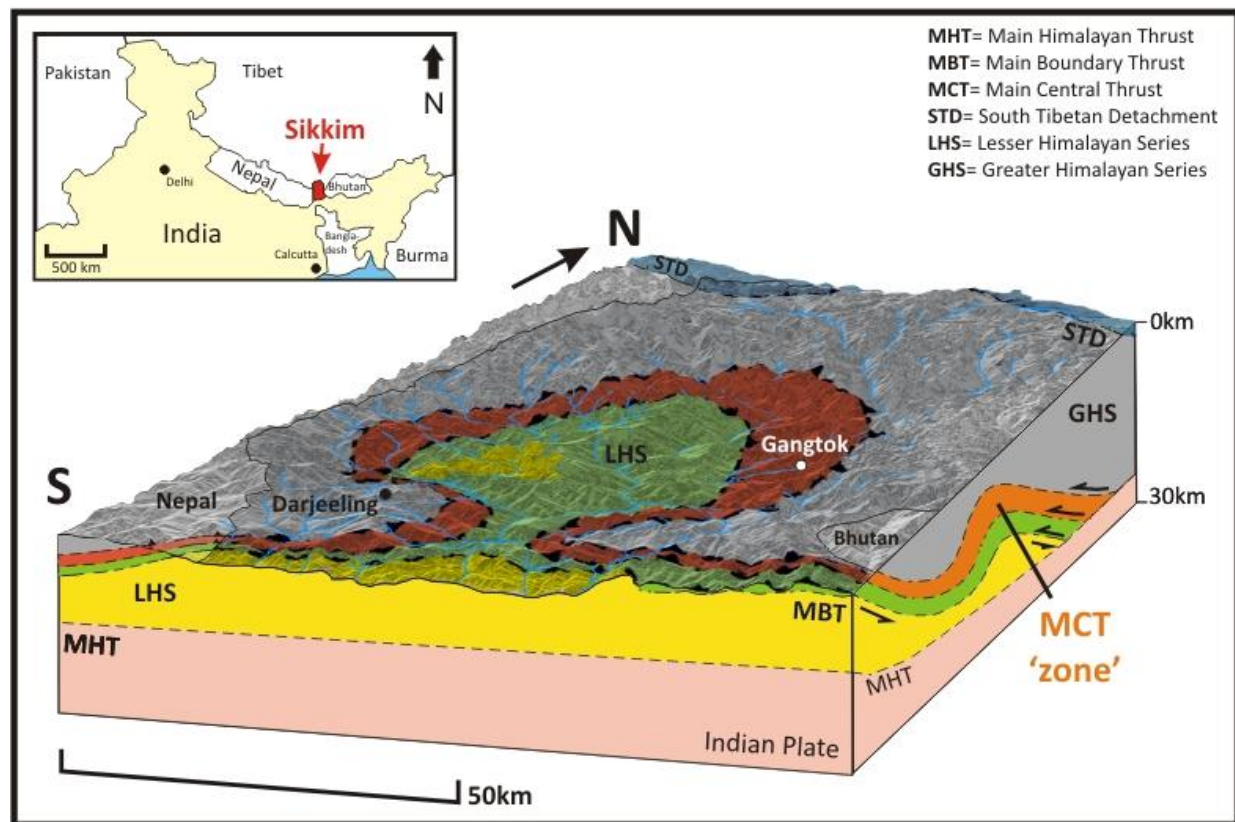 Pakistan
Tibet
N
Sikkim
Nepal
Bhutan
Delhi
India
Bangla-
desh
Calcutta
Burma
500 km
MHT= Main Himalayan Thrust
MBT= Main Boundary Thrust
MCT= Main Central Thrust
STD= South Tibetan Detachment
LHS= Lesser Himalayan Series
GHS= Greater Himalayan Series
N
STD
0km
STD
GHS
LHS
Gangtok
S
Nepal
Darjeeling
30km
Bhutan
LHS
MBT
MCT
‘zone’
MHT
MHT
Indian Plate
50km